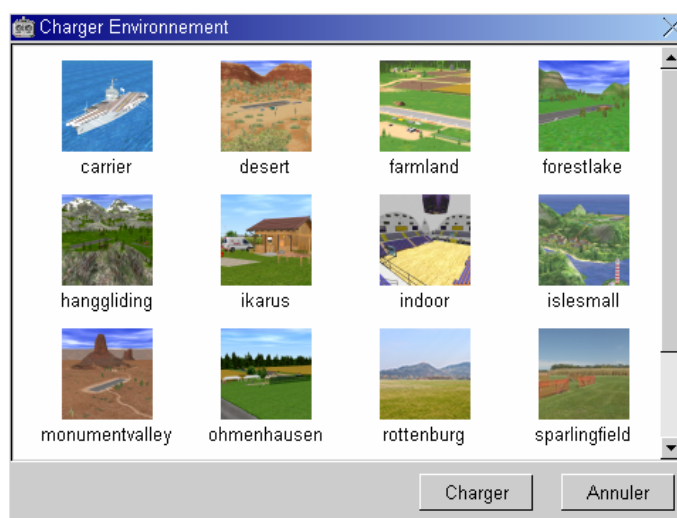 Charger Environnement
carrier desert farmland forestlake
hanggliding ikarus indoor islesmall
monumentvalley ohmenhausen rottenburg sparlingfield
Charger Annuler